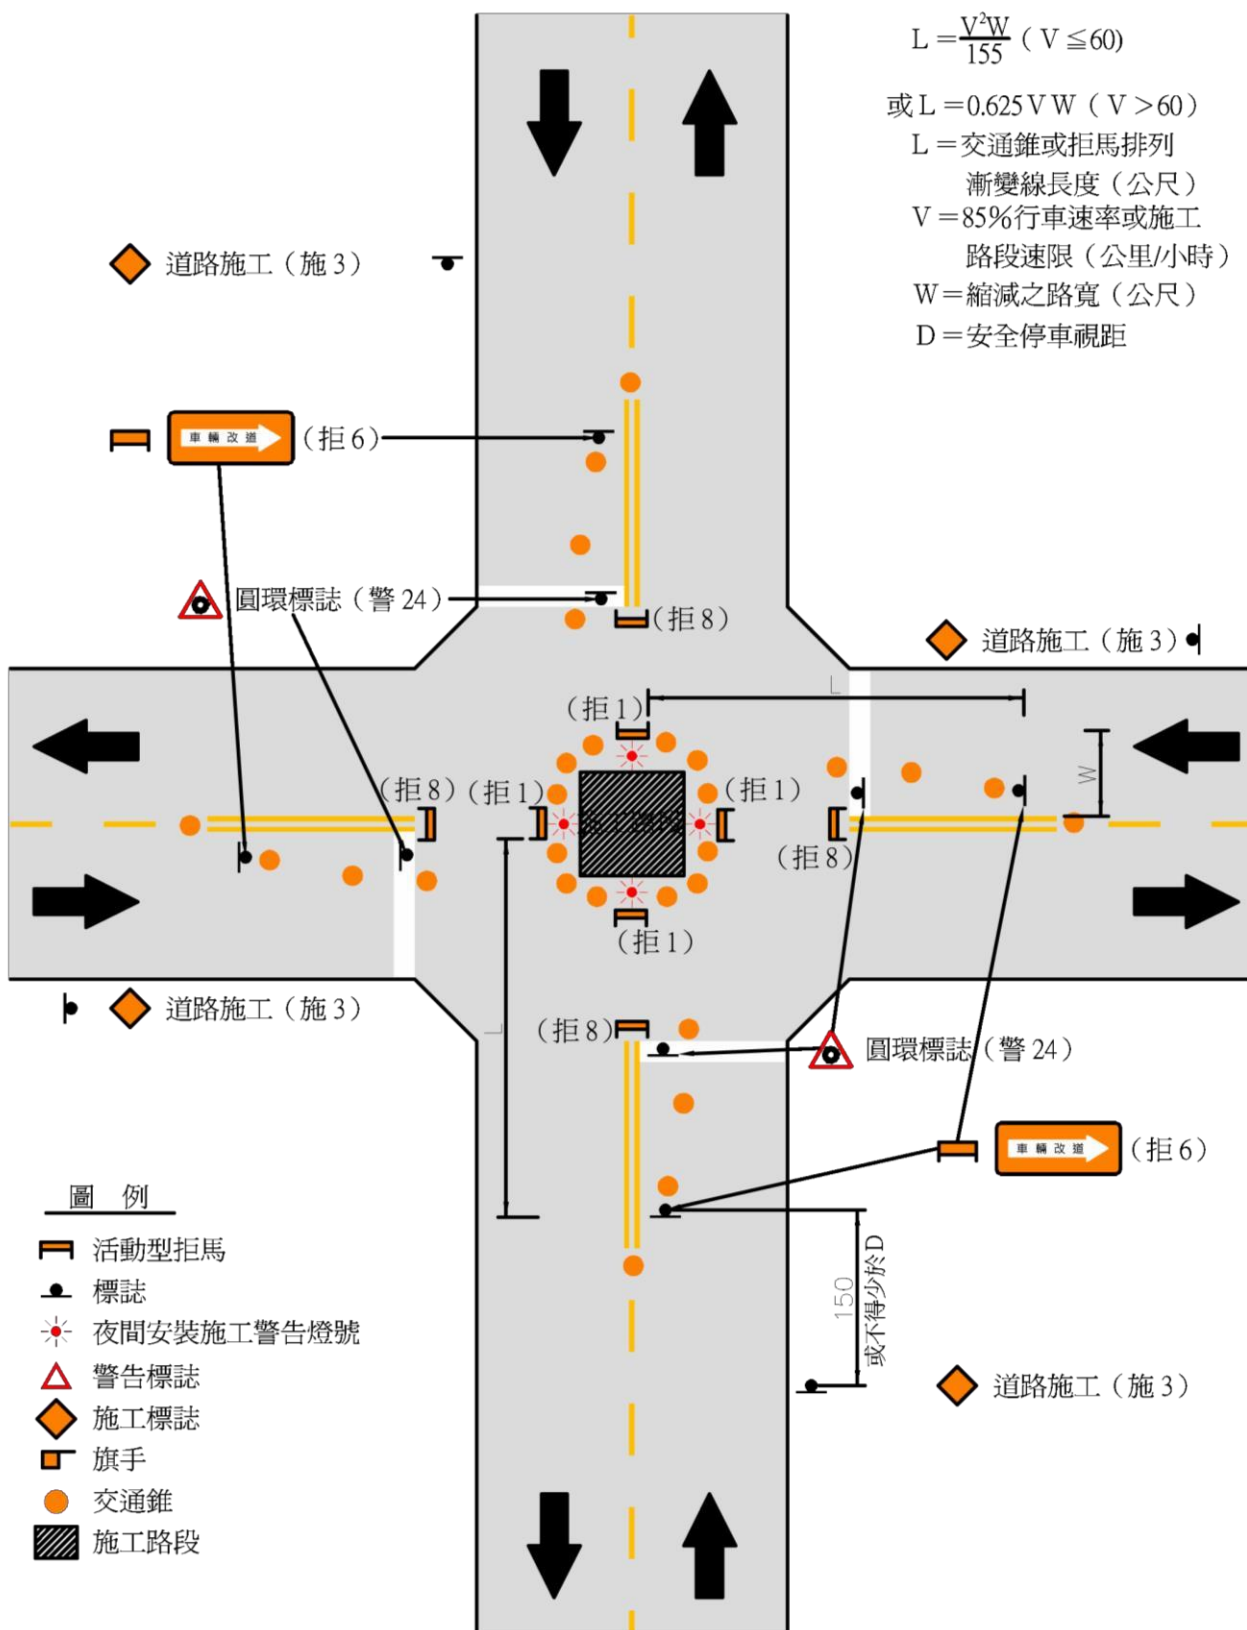 L＝V²W/155（V≦60)
或L＝0.625VW（V＞60）
L＝交通錐或拒馬排列
漸變線長度（公尺）
V＝85%行車速率或施工
路段速限（公里/小時）
W＝縮減之路寬（公尺）
D＝安全停車視距
道路施工（施3）
車輛改道
（拒6）
圓環標誌（警24）
（拒8）
道路施工（施3）
L
（拒1）
W
（拒8）
（拒1）
（拒1）
（拒8）
（拒1）
道路施工（施3）
L
（拒8）
圓環標誌（警24）
車輛改道
（拒6）
150
或不得少於D
道路施工（施3）
圖 例
活動型拒馬
標誌
夜間安裝施工警告燈號
警告標誌
施工標誌
旗手
交通錐
施工路段